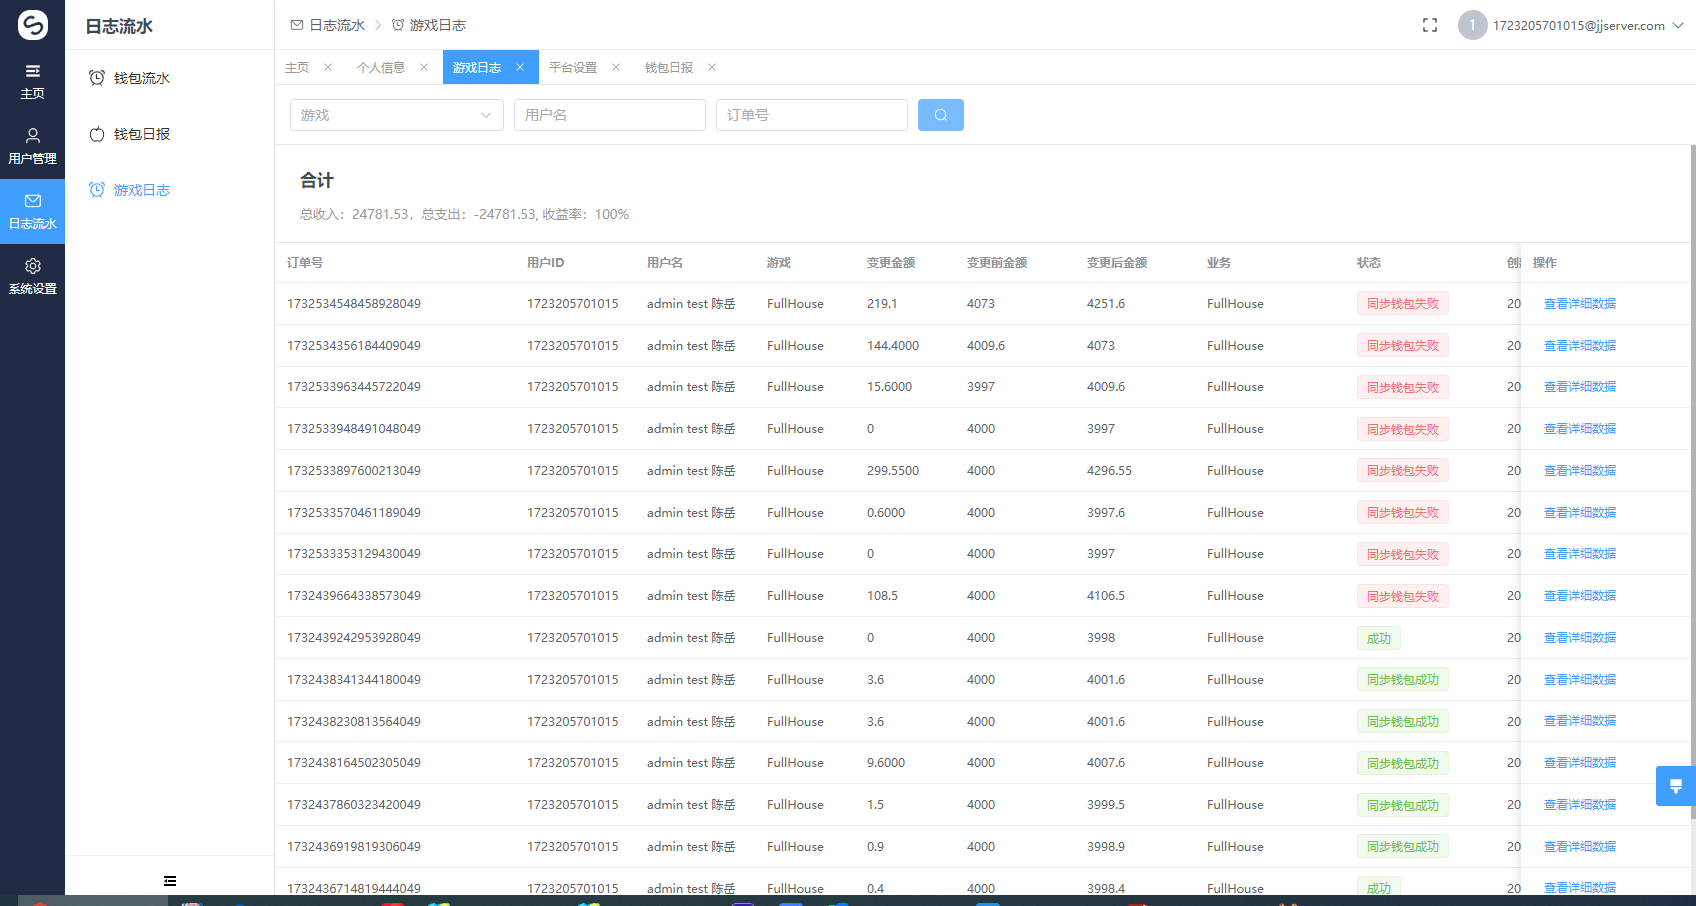 日志流水
主页
用户管理
日志流水
系统设置
钱包流水
钱包日报
游戏日志
日志流水 游戏日志
1 1723205701015@jjserver.com
主页 个人信息 游戏日志 平台设置 钱包日报
游戏 用户名 订单号
合计
总收入：24781.53，总支出：-24781.53, 收益率：100%
订单号 用户ID 用户名 游戏 变更金额 变更前金额 变更后金额 业务 状态 操作
1732534548458928049 1723205701015 admin test 陈岳 FullHouse 219.1 4073 4251.6 FullHouse 同步钱包失败 20 查看详细数据
1732534356184409049 1723205701015 admin test 陈岳 FullHouse 144.4000 4009.6 4073 FullHouse 同步钱包失败 20 查看详细数据
1732533963445722049 1723205701015 admin test 陈岳 FullHouse 15.6000 3997 4009.6 FullHouse 同步钱包失败 20 查看详细数据
1732533948491048049 1723205701015 admin test 陈岳 FullHouse 0 4000 3997 FullHouse 同步钱包失败 20 查看详细数据
1732533897600213049 1723205701015 admin test 陈岳 FullHouse 299.5500 4000 4296.55 FullHouse 同步钱包失败 20 查看详细数据
1732533570461189049 1723205701015 admin test 陈岳 FullHouse 0.6000 4000 3997.6 FullHouse 同步钱包失败 20 查看详细数据
1732533353129430049 1723205701015 admin test 陈岳 FullHouse 0 4000 3997 FullHouse 同步钱包失败 20 查看详细数据
1732439664338573049 1723205701015 admin test 陈岳 FullHouse 108.5 4000 4106.5 FullHouse 同步钱包失败 20 查看详细数据
1732439242953928049 1723205701015 admin test 陈岳 FullHouse 0 4000 3998 FullHouse 成功 20 查看详细数据
1732438341344180049 1723205701015 admin test 陈岳 FullHouse 3.6 4000 4001.6 FullHouse 同步钱包成功 20 查看详细数据
1732438230813564049 1723205701015 admin test 陈岳 FullHouse 3.6 4000 4001.6 FullHouse 同步钱包成功 20 查看详细数据
1732438164502305049 1723205701015 admin test 陈岳 FullHouse 9.6000 4000 4007.6 FullHouse 同步钱包成功 20 查看详细数据
1732437860323420049 1723205701015 admin test 陈岳 FullHouse 1.5 4000 3999.5 FullHouse 同步钱包成功 20 查看详细数据
1732436919819306049 1723205701015 admin test 陈岳 FullHouse 0.9 4000 3998.9 FullHouse 同步钱包成功 20 查看详细数据
1732436714819444049 1723205701015 admin test 陈岳 FullHouse 0.4 4000 3998.4 FullHouse 成功 20 查看详细数据